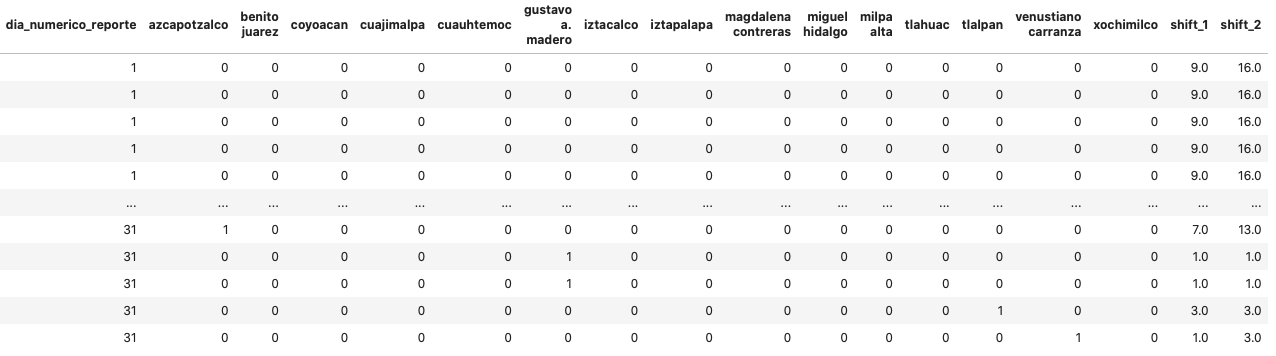 dia_numerico_reporte azcapotzalco benito juarez coyoacan cuajimalpa cuauhtemoc gustavo a. madero iztacalco iztapalapa magdalena contreras miguel hidalgo milpa alta tlahuac tlalpan venustiano carranza xochimilco shift_1 shift_2
1 0 0 0 0 0 0 0 0 0 0 0 0 0 0 0 9.0 16.0
1 0 0 0 0 0 0 0 0 0 0 0 0 0 0 0 9.0 16.0
1 0 0 0 0 0 0 0 0 0 0 0 0 0 0 0 9.0 16.0
1 0 0 0 0 0 0 0 0 0 0 0 0 0 0 0 9.0 16.0
1 0 0 0 0 0 0 0 0 0 0 0 0 0 0 0 9.0 16.0
... ... ... ... ... ... ... ... ... ... ... ... ... ... ... ... ... ...
31 1 0 0 0 0 0 0 0 0 0 0 0 0 0 0 7.0 13.0
31 0 0 0 0 0 1 0 0 0 0 0 0 0 0 0 1.0 1.0
31 0 0 0 0 0 1 0 0 0 0 0 0 0 0 0 1.0 1.0
31 0 0 0 0 0 0 0 0 0 0 0 0 1 0 0 3.0 3.0
31 0 0 0 0 0 0 0 0 0 0 0 0 0 1 0 1.0 3.0